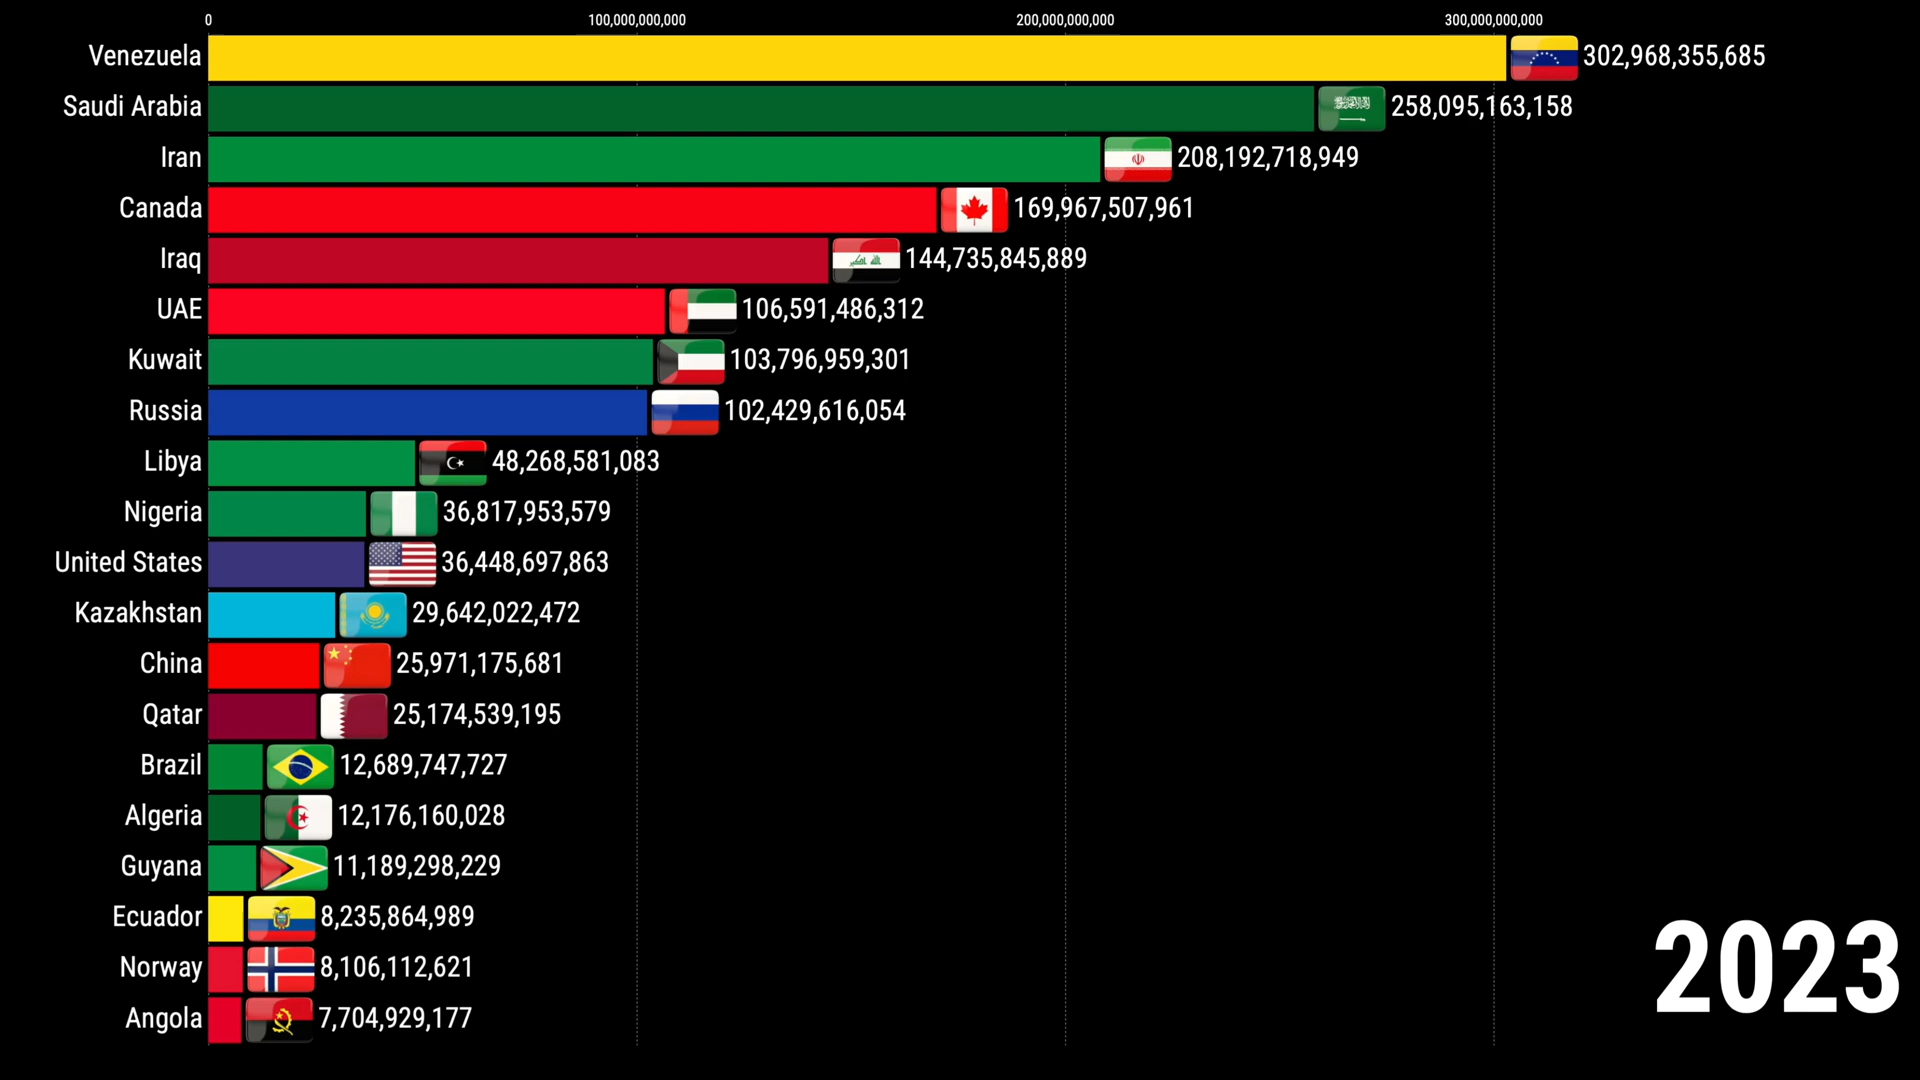 0 100,000,000,000 200,000,000,000 300,000,000,000
Venezuela 302,968,355,685
Saudi Arabia 258,095,163,158
Iran 208,192,718,949
Canada 169,967,507,961
Iraq 144,735,845,889
UAE 106,591,486,312
Kuwait 103,796,959,301
Russia 102,429,616,054
Libya 48,268,581,083
Nigeria 36,817,953,579
United States 36,448,697,863
Kazakhstan 29,642,022,472
China 25,971,175,681
Qatar 25,174,539,195
Brazil 12,689,747,727
Algeria 12,176,160,028
Guyana 11,189,298,229
Ecuador 8,235,864,989
Norway 8,106,112,621
Angola 7,704,929,177
2023